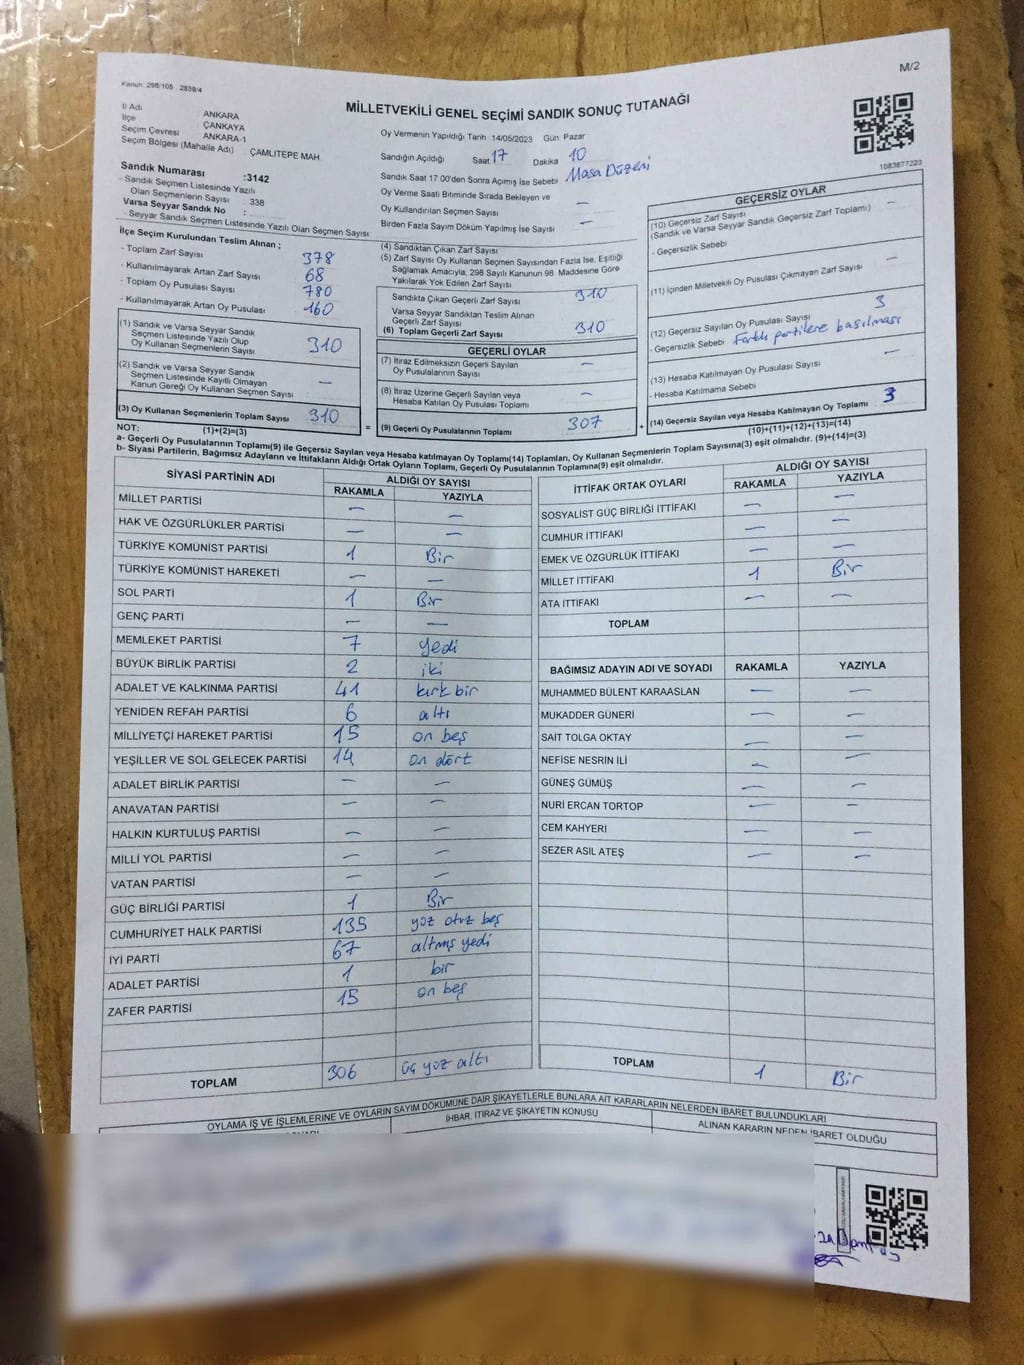 Kanun: 298/105 2839/4
M/2
MİLLETVEKİLİ GENEL SEÇİMİ SANDIK SONUÇ TUTANAĞI
İl Adı ANKARA
İlçe ÇANKAYA
Seçim Çevresi ANKARA-1
Seçim Bölgesi (Mahalle Adı) ÇAMLITEPE MAH.
Sandık Numarası :3142
- Sandık Seçmen Listesinde Yazılı
Olan Seçmenlerin Sayısı 338
Varsa Seyyar Sandık No :
- Seyyar Sandık Seçmen Listesinde Yazılı Olan Seçmen Sayısı
Oy Vermenin Yapıldığı Tarih 14/05/2023 Gün Pazar
Sandığın Açıldığı Saat 17 Dakika 10
Sandık Saat 17 00'den Sonra Açımış İse Sebebi Masa Düzeni
Oy Verme Saati Bitiminde Sırada Bekleyen ve
Oy Kullandırılan Seçmen Sayısı —
Birden Fazla Sayım Döküm Yapılmış İse Sayısı —
1083877223
İlçe Seçim Kurulundan Teslim Alınan ;
- Toplam Zarf Sayısı 378
- Kullanılmayarak Artan Zarf Sayısı 68
- Toplam Oy Pusulası Sayısı 780
- Kullanılmayarak Artan Oy Pusulası 160
(1) Sandık ve Varsa Seyyar Sandık
Seçmen Listesinde Yazılı Olup
Oy Kullanan Seçmenlerin Sayısı 310
(2) Sandık ve Varsa Seyyar Sandık
Seçmen Listesinde Kayıtlı Olmayan
Kanun Gereği Oy Kullanan Seçmen Sayısı —
(3) Oy Kullanan Seçmenlerin Toplam Sayısı 310
(1)+(2)=(3)
(4) Sandıktan Çıkan Zarf Sayısı
(5) Zarf Sayısı Oy Kullanan Seçmen Sayısından Fazla İse, Eşitliği
Sağlamak Amacıyla, 298 Sayılı Kanunun 98 Maddesine Göre
Yakılarak Yok Edilen Zarf Sayısı
Sandıkta Çıkan Geçerli Zarf Sayısı 310
Varsa Seyyar Sandıktan Teslim Alınan
Geçerli Zarf Sayısı
(6) Toplam Geçerli Zarf Sayısı 310
GEÇERLİ OYLAR
(7) İtiraz Edilmeksizin Geçerli Sayılan
Oy Pusulalarının Sayısı —
(8) İtiraz Üzerine Geçerli Sayılan veya
Hesaba Katılan Oy Pusulası Toplamı —
= (9) Geçerli Oy Pusulalarının Toplamı 307 +
GEÇERSİZ OYLAR
(10) Geçersiz Zarf Sayısı
(Sandık ve Varsa Seyyar Sandık Geçersiz Zarf Toplamı) —
- Geçersizlik Sebebi
(11) İçinden Milletvekili Oy Pusulası Çıkmayan Zarf Sayısı —
(12) Geçersiz Sayılan Oy Pusulası Sayısı 3
- Geçersizlik Sebebi Farklı partilere basılması
(13) Hesaba Katılmayan Oy Pusulası Sayısı —
- Hesaba Katılmama Sebebi
(14) Geçersiz Sayılan veya Hesaba Katılmayan Oy Toplamı 3
(10)+(11)+(12)+(13)=(14)
NOT:
a- Geçerli Oy Pusulalarının Toplamı(9) ile Geçersiz Sayılan veya Hesaba katılmayan Oy Toplamı(14) Toplamları, Oy Kullanan Seçmenlerin Toplam Sayısına(3) eşit olmalıdır. (9)+(14)=(3)
b- Siyasi Partilerin, Bağımsız Adayların ve İttifakların Aldığı Ortak Oyların Toplamı, Geçerli Oy Pusulalarının Toplamına(9) eşit olmalıdır.
SİYASİ PARTİNİN ADI ALDIĞI OY SAYISI
RAKAMLA YAZIYLA
MİLLET PARTİSİ — —
HAK VE ÖZGÜRLÜKLER PARTİSİ — —
TÜRKİYE KOMÜNİST PARTİSİ 1 Bir
TÜRKİYE KOMÜNİST HAREKETİ — —
SOL PARTİ 1 Bir
GENÇ PARTİ — —
MEMLEKET PARTİSİ 7 yedi
BÜYÜK BİRLİK PARTİSİ 2 iki
ADALET VE KALKINMA PARTİSİ 41 kırk bir
YENİDEN REFAH PARTİSİ 6 altı
MİLLİYETÇİ HAREKET PARTİSİ 15 on beş
YEŞİLLER VE SOL GELECEK PARTİSİ 14 on dört
ADALET BİRLİK PARTİSİ — —
ANAVATAN PARTİSİ — —
HALKIN KURTULUŞ PARTİSİ — —
MİLLİ YOL PARTİSİ — —
VATAN PARTİSİ — —
GÜÇ BİRLİĞİ PARTİSİ 1 Bir
CUMHURİYET HALK PARTİSİ 135 yüz otuz beş
İYİ PARTİ 67 altmış yedi
ADALET PARTİSİ 1 bir
ZAFER PARTİSİ 15 on beş
TOPLAM 306 üç yüz altı
İTTİFAK ORTAK OYLARI ALDIĞI OY SAYISI
RAKAMLA YAZIYLA
SOSYALİST GÜÇ BİRLİĞİ İTTİFAKI — —
CUMHUR İTTİFAKI — —
EMEK VE ÖZGÜRLÜK İTTİFAKI — —
MİLLET İTTİFAKI 1 Bir
ATA İTTİFAKI — —
TOPLAM
BAĞIMSIZ ADAYIN ADI VE SOYADI RAKAMLA YAZIYLA
MUHAMMED BÜLENT KARAASLAN — —
MUKADDER GÜNERİ — —
SAİT TOLGA OKTAY — —
NEFİSE NESRİN İLİ — —
GÜNEŞ GÜMÜŞ — —
NURİ ERCAN TORTOP — —
CEM KAHYERİ — —
SEZER ASİL ATEŞ — —
TOPLAM 1 Bir
OYLAMA İŞ VE İŞLEMLERİNE VE OYLARIN SAYIM DÖKÜMÜNE DAİR ŞİKAYETLERLE BUNLARA AİT KARARLARIN NELERDEN İBARET BULUNDUKLARI
İHBAR, İTİRAZ VE ŞİKAYETİN KONUSU
ALINAN KARARIN NEDEN İBARET OLDUĞU